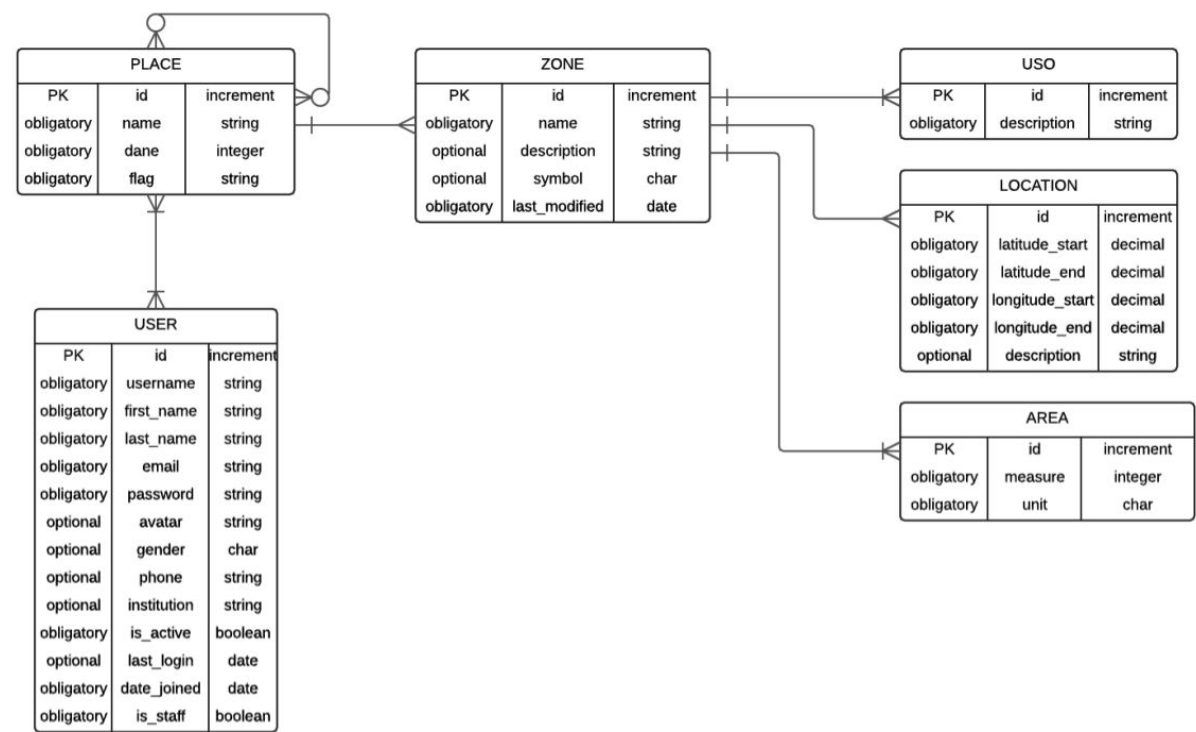 PLACE
PK id increment
obligatory name string
obligatory dane integer
obligatory flag string
ZONE
PK id increment
obligatory name string
optional description string
optional symbol char
obligatory last_modified date
USO
PK id increment
obligatory description string
LOCATION
PK id increment
obligatory latitude_start decimal
obligatory latitude_end decimal
obligatory longitude_start decimal
obligatory longitude_end decimal
optional description string
AREA
PK id increment
obligatory measure integer
obligatory unit char
USER
PK id increment
obligatory username string
obligatory first_name string
obligatory last_name string
obligatory email string
obligatory password string
optional avatar string
optional gender char
optional phone string
optional institution string
obligatory is_active boolean
optional last_login date
obligatory date_joined date
obligatory is_staff boolean